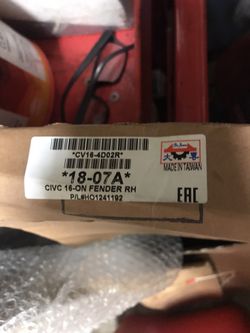 *CV16-4D02R*
*18-07A*
CIVC 16-ON FENDER RH
P/L#HO1241192
MADE IN TAIWAN
EAC